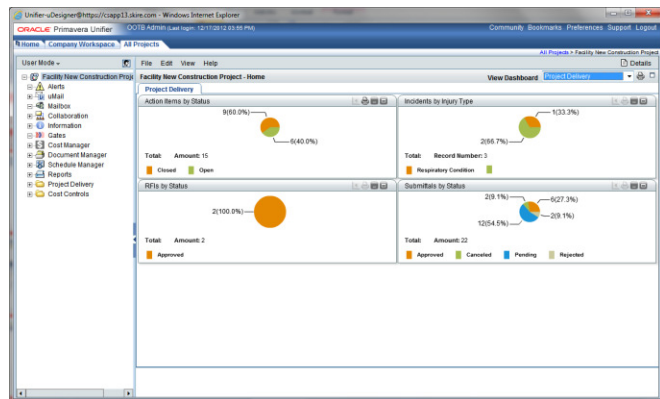 Unifier-uDesigner@https://csapp13.skire.com - Windows Internet Explorer
ORACLE Primavera Unifier OOTB Admin (Last login: 12/17/2012 03:55 PM) Community Bookmarks Preferences Support Logout
Home Company Workspace All Projects
All Projects > Facility New Construction Project
User Mode File Edit View Help Details
Facility New Construction Proj
Alerts
uMail
Mailbox
Collaboration
Information
Gates
Cost Manager
Document Manager
Schedule Manager
Reports
Project Delivery
Cost Controls
Facility New Construction Project - Home View Dashboard Project Delivery
Project Delivery
Action Items by Status
9(60.0%)
6(40.0%)
Total: Amount: 15
Closed Open
Incidents by Injury Type
1(33.3%)
2(66.7%)
Total: Record Number: 3
Respiratory Condition
RFIs by Status
2(100.0%)
Total: Amount: 2
Approved
Submittals by Status
2(9.1%)
6(27.3%)
2(9.1%)
12(54.5%)
Total: Amount: 22
Approved Canceled Pending Rejected